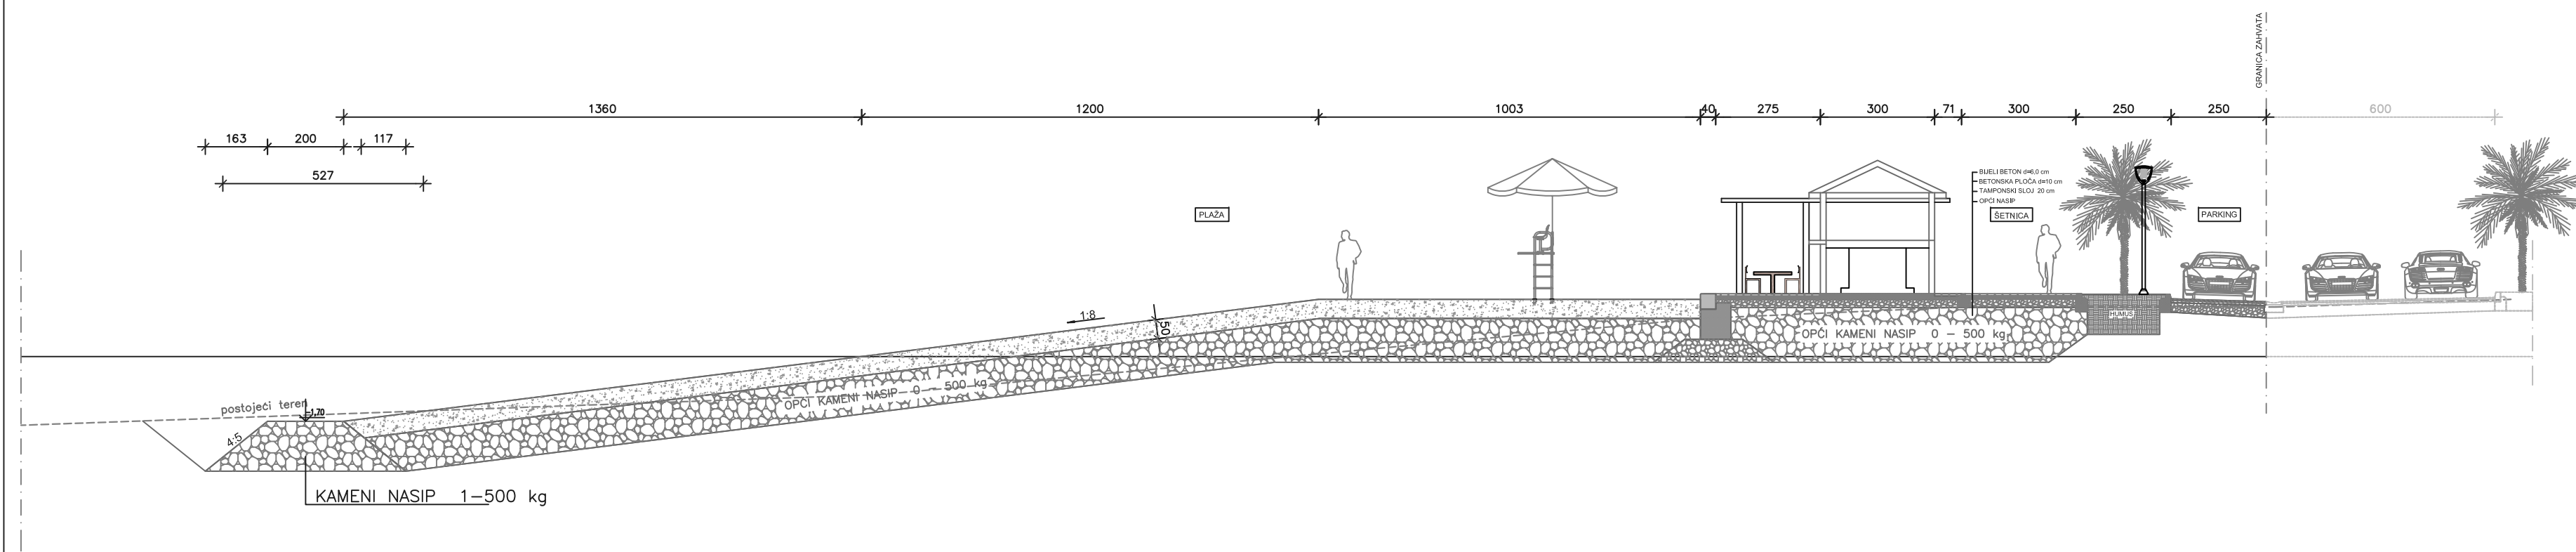 GRANICA ZAHVATA
1360 1200 1003 40 275 300 71 300 250 250 600
163 200 117
527
BIJELI BETON d=6,0 cm
BETONSKA PLOČA d=10 cm
TAMPONSKI SLOJ 20 cm
OPĆI NASIP
PLAŽA
ŠETNICA
PARKING
1:8
50
HUMUS
OPĆI KAMENI NASIP 0 - 500 kg
OPĆI KAMENI NASIP 0 - 500 kg
postojeći teren
-1,70
4:5
KAMENI NASIP 1-500 kg